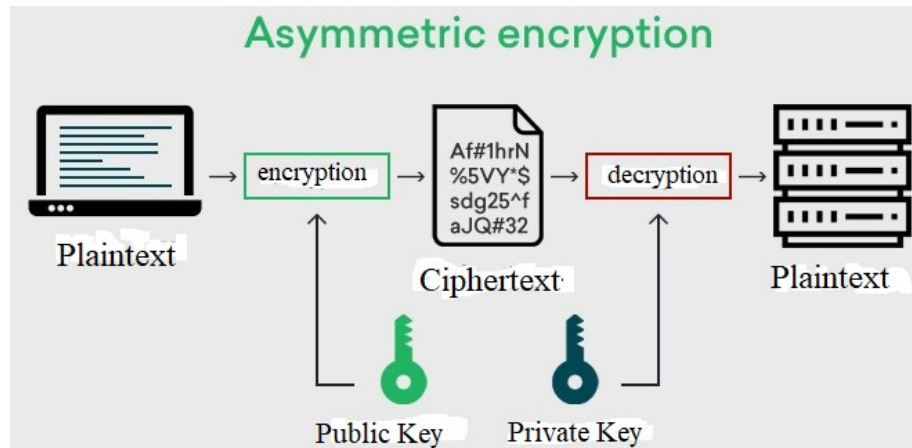 Asymmetric encryption
encryption
decryption
Af#1hrN
%5VY*$
sdg25^f
aJQ#32
Plaintext
Ciphertext
Plaintext
Public Key
Private Key